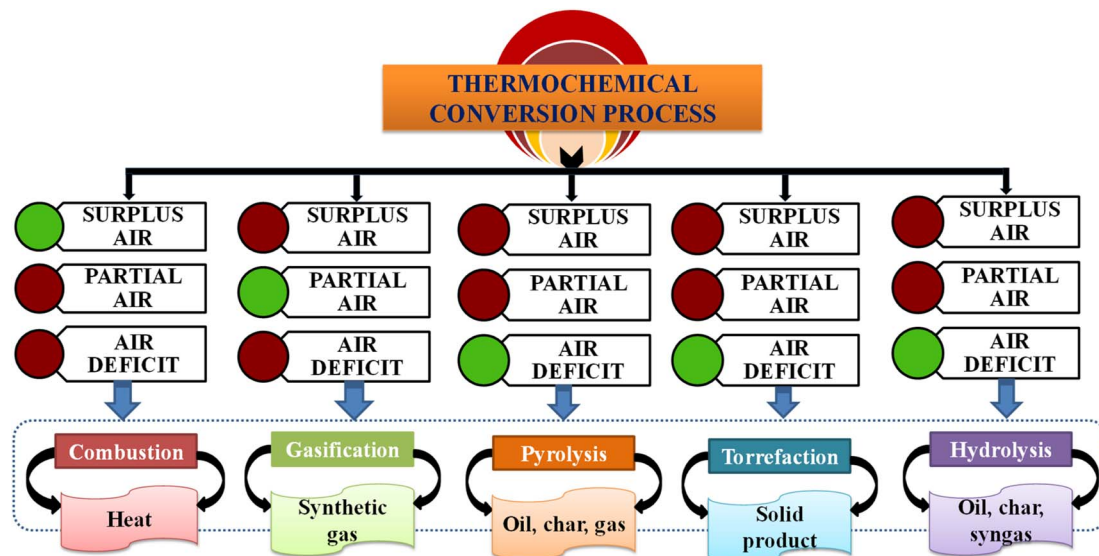 THERMOCHEMICAL
CONVERSION PROCESS
SURPLUS
AIR
PARTIAL
AIR
AIR
DEFICIT
Combustion
Heat
SURPLUS
AIR
PARTIAL
AIR
AIR
DEFICIT
Gasification
Synthetic
gas
SURPLUS
AIR
PARTIAL
AIR
AIR
DEFICIT
Pyrolysis
Oil, char, gas
SURPLUS
AIR
PARTIAL
AIR
AIR
DEFICIT
Torrefaction
Solid
product
SURPLUS
AIR
PARTIAL
AIR
AIR
DEFICIT
Hydrolysis
Oil, char,
syngas